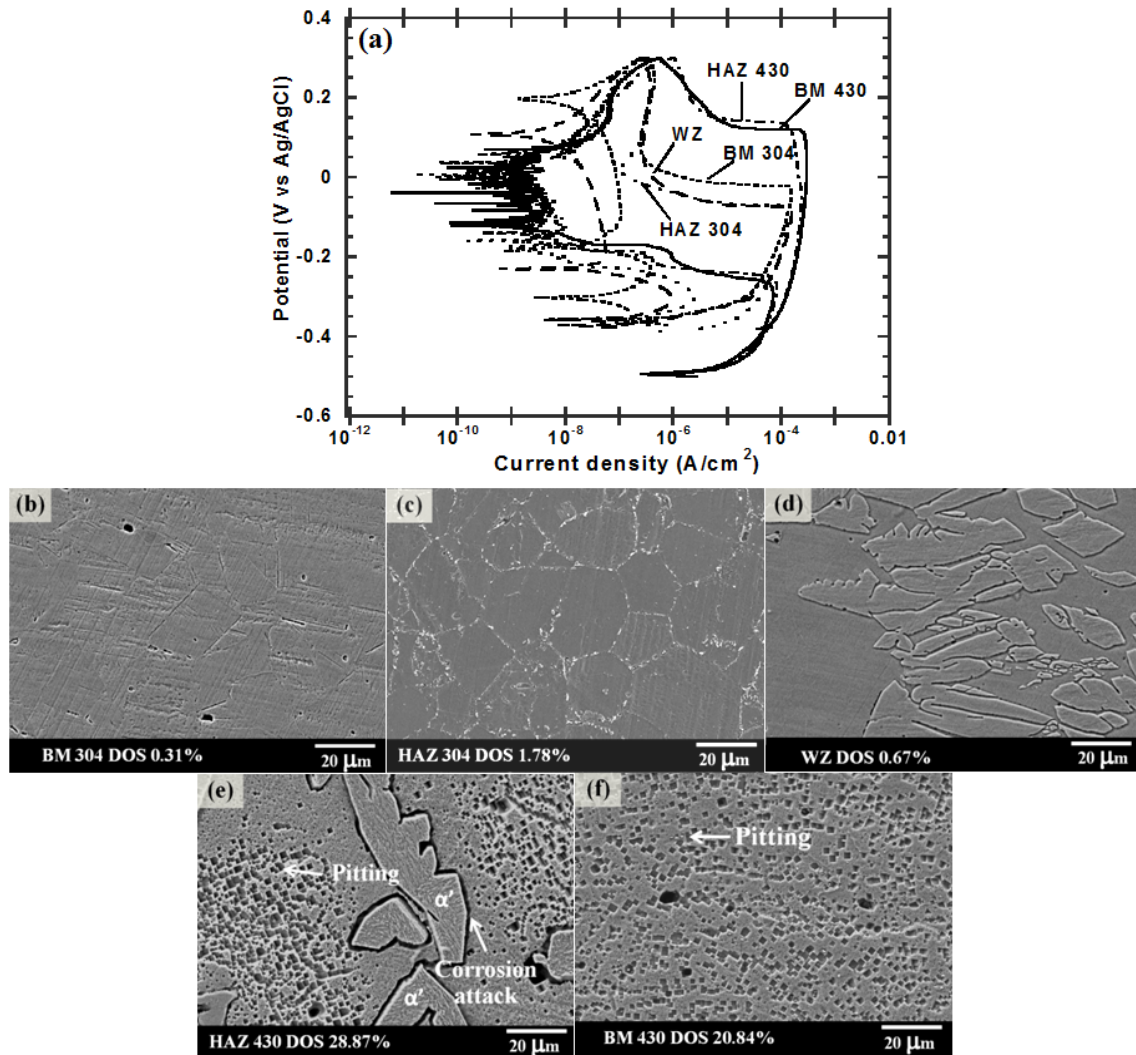 (a)
0.4
0.2
0
-0.2
-0.4
-0.6
Potential (V vs Ag/AgCl)
HAZ 430
BM 430
WZ
BM 304
HAZ 304
10⁻¹² 10⁻¹⁰ 10⁻⁸ 10⁻⁶ 10⁻⁴ 0.01
Current density (A/cm²)
(b)
BM 304 DOS 0.31% 20 µm
(c)
HAZ 304 DOS 1.78% 20 µm
(d)
WZ DOS 0.67% 20 µm
(e)
Pitting
α'
Corrosion
attack
α'
HAZ 430 DOS 28.87% 20 µm
(f)
Pitting
BM 430 DOS 20.84% 20 µm